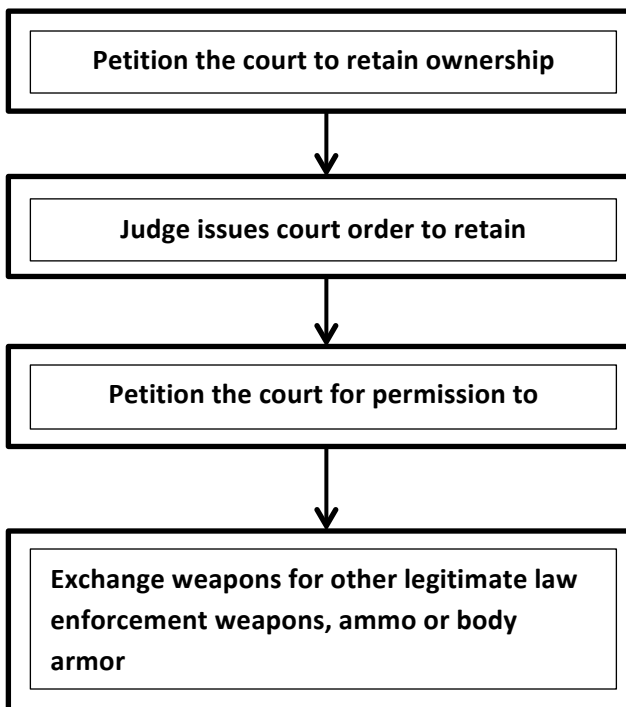 Petition the court to retain ownership
Judge issues court order to retain
Petition the court for permission to
Exchange weapons for other legitimate law
enforcement weapons, ammo or body
armor